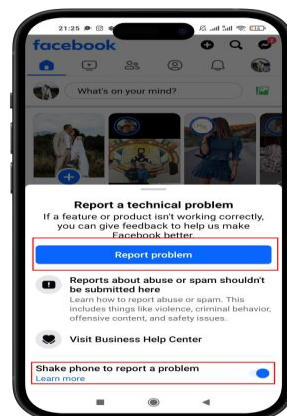 21:25
facebook
What's on your mind?
Report a technical problem
If a feature or product isn't working correctly,
you can give feedback to help us make
Facebook better.
Report problem
Reports about abuse or spam shouldn't
be submitted here
Learn how to report abuse or spam. This
includes things like violence, criminal behavior,
offensive content, and safety issues.
Visit Business Help Center
Shake phone to report a problem
Learn more